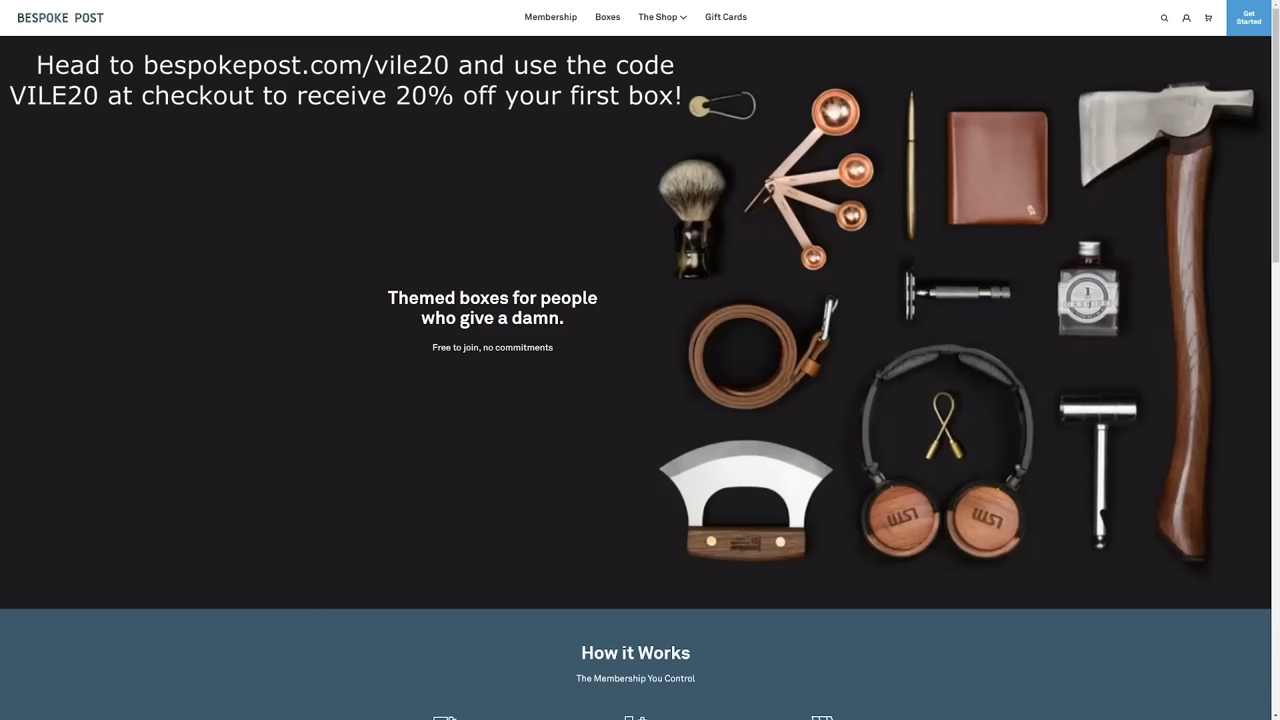 BESPOKE POST
Membership
Boxes
The Shop
Gift Cards
Get
Started
Head to bespokepost.com/vile20 and use the code
VILE20 at checkout to receive 20% off your first box!
Themed boxes for people
who give a damn.
Free to join, no commitments
LSTN
LSTN
How it Works
The Membership You Control